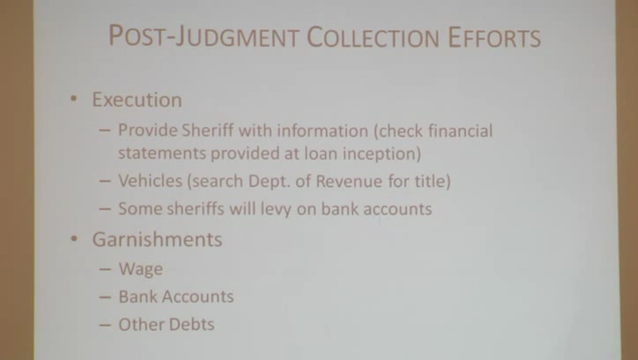 POST-JUDGMENT COLLECTION EFFORTS
• Execution
– Provide Sheriff with information (check financial
statements provided at loan inception)
– Vehicles (search Dept. of Revenue for title)
– Some sheriffs will levy on bank accounts
• Garnishments
– Wage
– Bank Accounts
– Other Debts